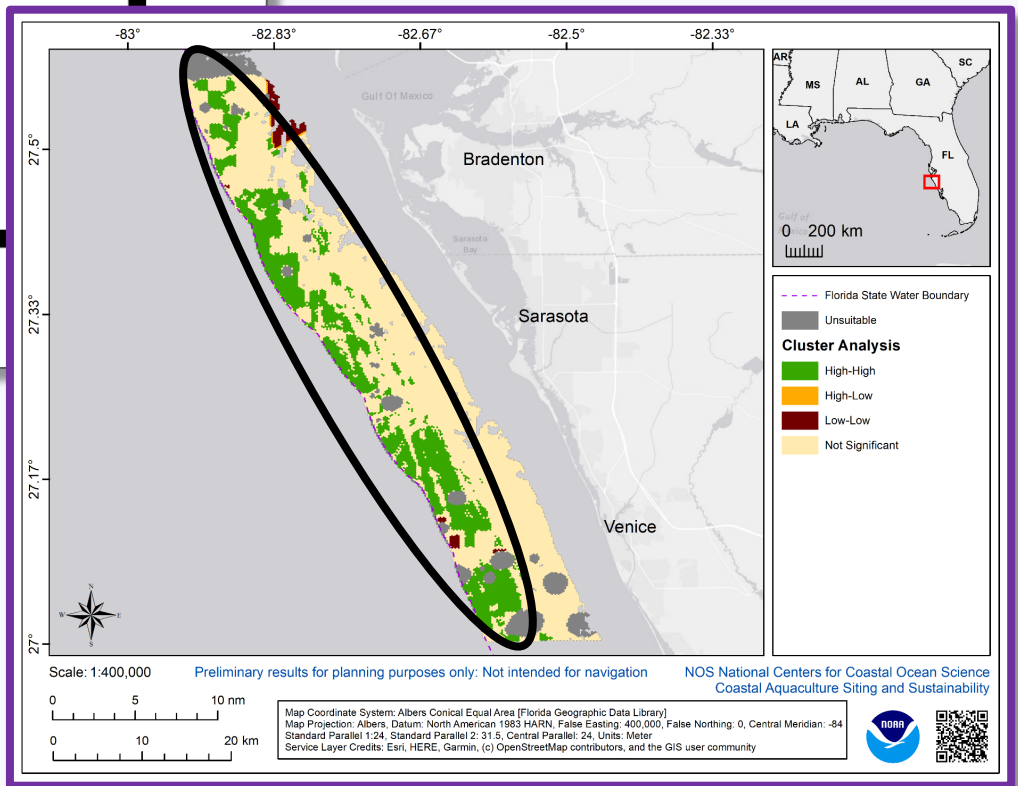 -83°
-82.83°
-82.67°
-82.5°
-82.33°
27.5°
27.33°
27.17°
27°
Gulf Of Mexico
Bradenton
Sarasota
Bay
Sarasota
Venice
N
W
E
S
AR
MS
AL
GA
SC
LA
FL
Gulf of
0 200 km
Florida State Water Boundary
Unsuitable
Cluster Analysis
High-High
High-Low
Low-Low
Not Significant
Scale: 1:400,000
Preliminary results for planning purposes only: Not intended for navigation
NOS National Centers for Coastal Ocean Science
Coastal Aquaculture Siting and Sustainability
0 5 10 nm
0 10 20 km
Map Coordinate System: Albers Conical Equal Area [Florida Geographic Data Library]
Map Projection: Albers, Datum: North American 1983 HARN, False Easting: 400,000, False Northing: 0, Central Meridian: -84
Standard Parallel 1:24, Standard Parallel 2: 31.5, Central Parallel: 24, Units: Meter
Service Layer Credits: Esri, HERE, Garmin, (c) OpenStreetMap contributors, and the GIS user community
NOAA